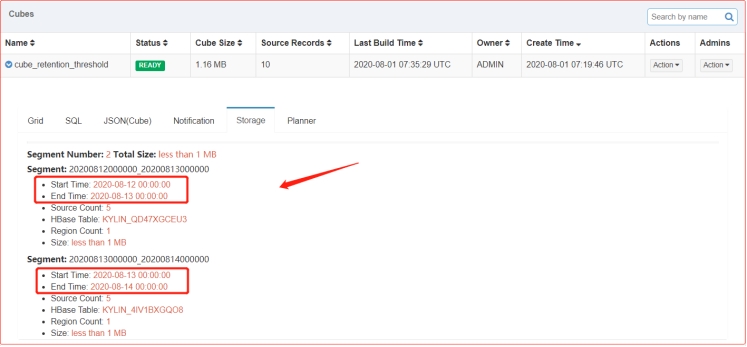 Cubes
Search by name
Name Status Cube Size Source Records Last Build Time Owner Create Time Actions Admins
cube_retention_threshold READY 1.16 MB 10 2020-08-01 07:35:29 UTC ADMIN 2020-08-01 07:19:46 UTC Action Action
Grid SQL JSON(Cube) Notification Storage Planner
Segment Number: 2 Total Size: less than 1 MB
Segment: 20200812000000_20200813000000
Start Time: 2020-08-12 00:00:00
End Time: 2020-08-13 00:00:00
Source Count: 5
HBase Table: KYLIN_QD47XGCEU3
Region Count: 1
Size: less than 1 MB
Segment: 20200813000000_20200814000000
Start Time: 2020-08-13 00:00:00
End Time: 2020-08-14 00:00:00
Source Count: 5
HBase Table: KYLIN_4IV1BXGQO8
Region Count: 1
Size: less than 1 MB